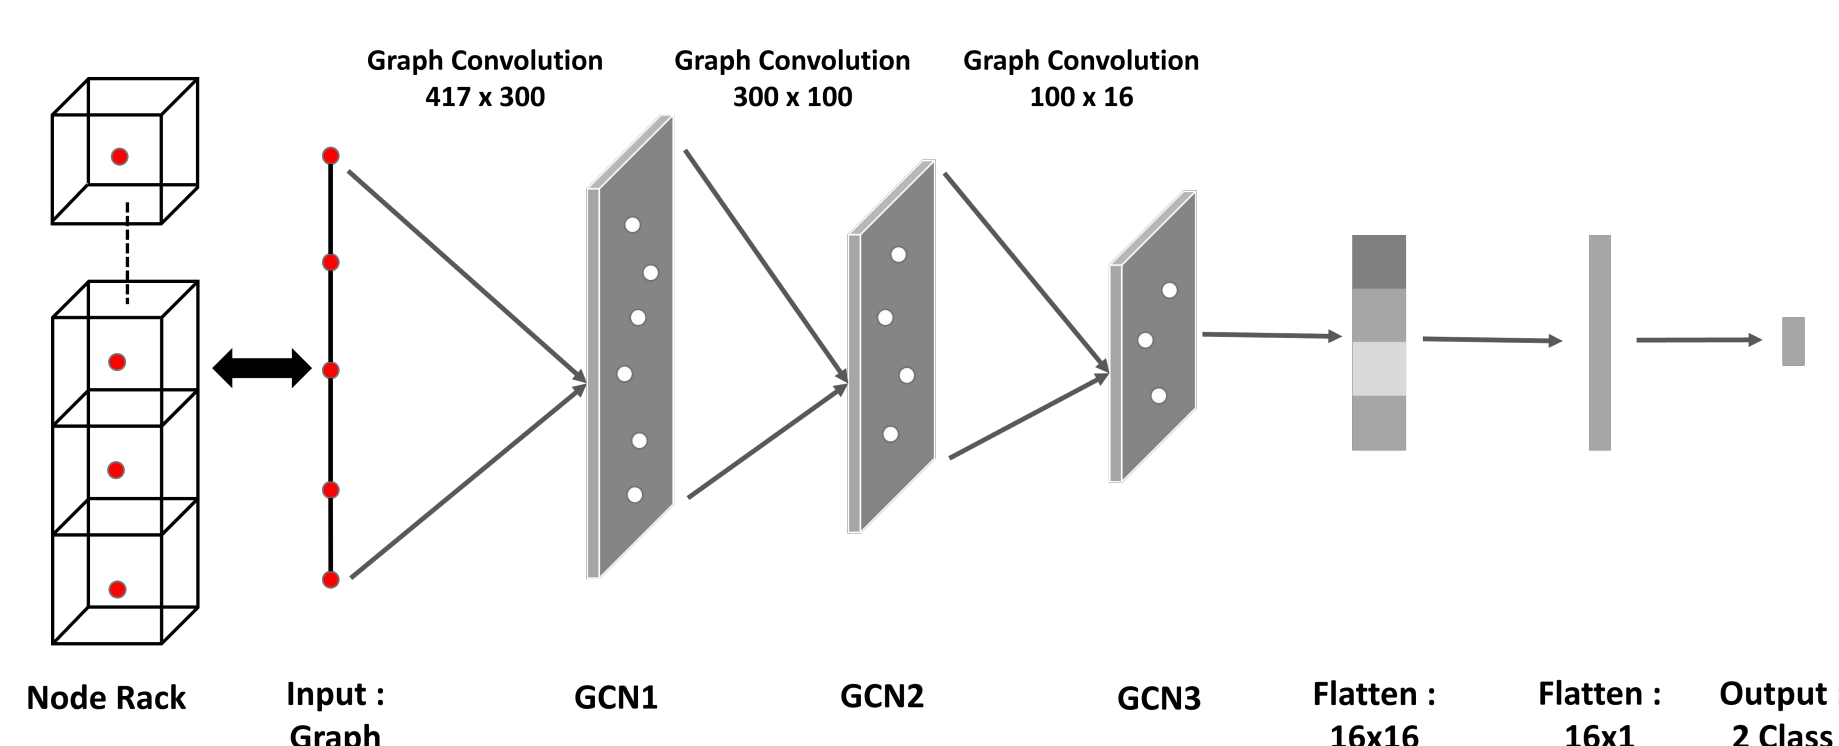 Graph Convolution
417 x 300
Graph Convolution
300 x 100
Graph Convolution
100 x 16
Node Rack
Input :
Graph
GCN1
GCN2
GCN3
Flatten :
16x16
Flatten :
16x1
Output :
2 Class